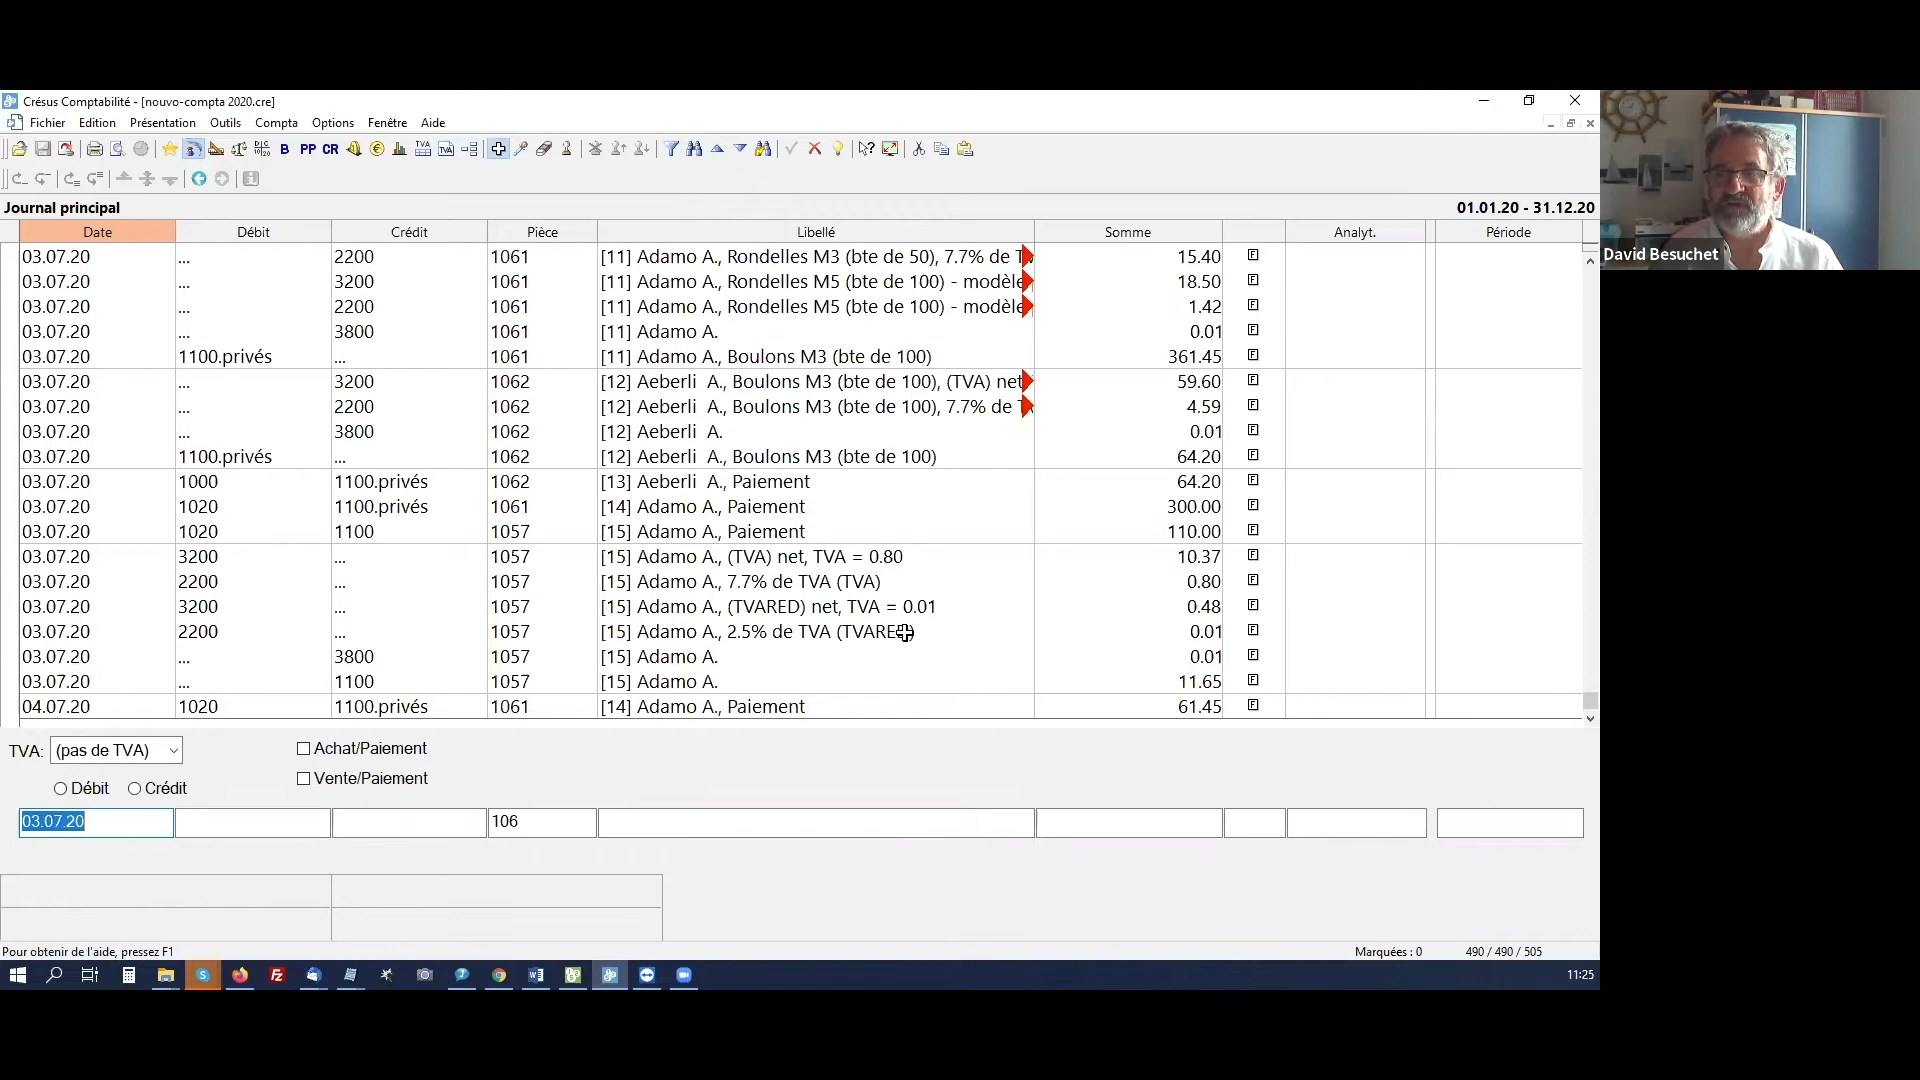 Crésus Comptabilité - [nouvo-compta 2020.cre]
Fichier Edition Présentation Outils Compta Options Fenêtre Aide
B PP CR
Journal principal 01.01.20 - 31.12.20
Date Débit Crédit Pièce Libellé Somme Analyt. Période
03.07.20 ... 2200 1061 [11] Adamo A., Rondelles M3 (bte de 50), 7.7% de 15.40 F
03.07.20 ... 3200 1061 [11] Adamo A., Rondelles M5 (bte de 100) - modèle 18.50 F
03.07.20 ... 2200 1061 [11] Adamo A., Rondelles M5 (bte de 100) - modèle 1.42 F
03.07.20 ... 3800 1061 [11] Adamo A. 0.01 F
03.07.20 1100.privés ... 1061 [11] Adamo A., Boulons M3 (bte de 100) 361.45 F
03.07.20 ... 3200 1062 [12] Aeberli A., Boulons M3 (bte de 100), (TVA) net 59.60 F
03.07.20 ... 2200 1062 [12] Aeberli A., Boulons M3 (bte de 100), 7.7% de 4.59 F
03.07.20 ... 3800 1062 [12] Aeberli A. 0.01 F
03.07.20 1100.privés ... 1062 [12] Aeberli A., Boulons M3 (bte de 100) 64.20 F
03.07.20 1000 1100.privés 1062 [13] Aeberli A., Paiement 64.20 F
03.07.20 1020 1100.privés 1061 [14] Adamo A., Paiement 300.00 F
03.07.20 1020 1100 1057 [15] Adamo A., Paiement 110.00 F
03.07.20 3200 ... 1057 [15] Adamo A., (TVA) net, TVA = 0.80 10.37 F
03.07.20 2200 ... 1057 [15] Adamo A., 7.7% de TVA (TVA) 0.80 F
03.07.20 3200 ... 1057 [15] Adamo A., (TVARED) net, TVA = 0.01 0.48 F
03.07.20 2200 ... 1057 [15] Adamo A., 2.5% de TVA (TVARED) 0.01 F
03.07.20 ... 3800 1057 [15] Adamo A. 0.01 F
03.07.20 ... 1100 1057 [15] Adamo A. 11.65 F
04.07.20 1020 1100.privés 1061 [14] Adamo A., Paiement 61.45 F
TVA: (pas de TVA) Achat/Paiement
Débit Crédit Vente/Paiement
03.07.20 106
Pour obtenir de l'aide, pressez F1 Marquées : 0 490 / 490 / 505
11:25
David Besuchet